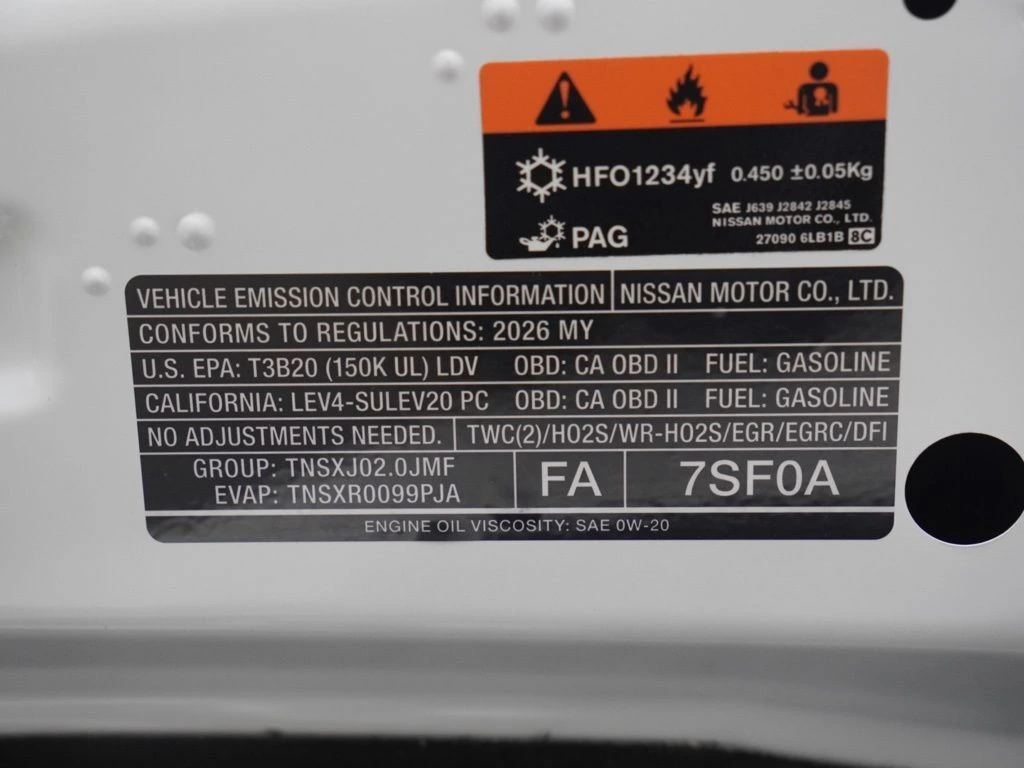 HFO1234yf 0.450 ±0.05Kg
SAE J639 J2842 J2845
NISSAN MOTOR CO., LTD.
PAG
27090 6LB1B 8C
VEHICLE EMISSION CONTROL INFORMATION NISSAN MOTOR CO., LTD.
CONFORMS TO REGULATIONS: 2026 MY
U.S. EPA: T3B20 (150K UL) LDV OBD: CA OBD II FUEL: GASOLINE
CALIFORNIA: LEV4-SULEV20 PC OBD: CA OBD II FUEL: GASOLINE
NO ADJUSTMENTS NEEDED. TWC(2)/HO2S/WR-HO2S/EGR/EGRC/DFI
GROUP: TNSXJ02.0JMF
EVAP: TNSXR0099PJA
FA 7SF0A
ENGINE OIL VISCOSITY: SAE 0W-20